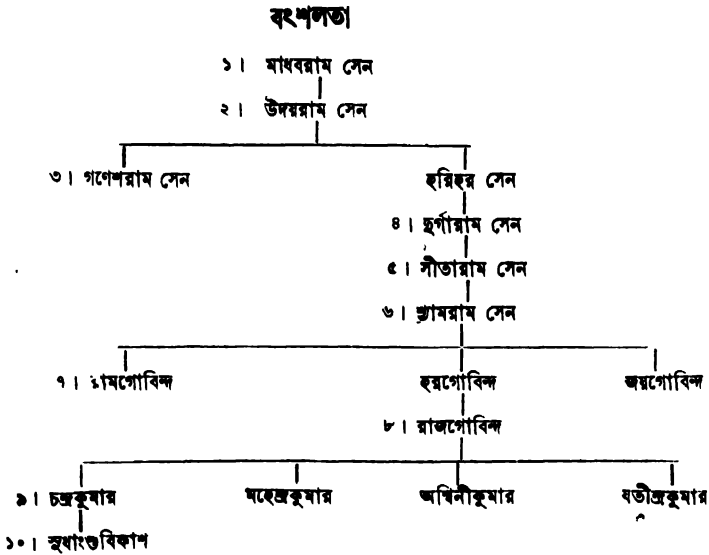 বংশলতা
১। মাধবরাম সেন
২। উদয়রাম সেন
৩। গণেশরাম সেন হরিহর সেন
৪। দুর্গারাম সেন
৫। সীতারাম সেন
৬। শ্যামরাম সেন
৭। রামগোবিন্দ হরগোবিন্দ জয়গোবিন্দ
৮। রাজগোবিন্দ
৯। চন্দ্রকুমার মহেন্দ্রকুমার অশ্বিনীকুমার যতীন্দ্রকুমার
১০। সুধাংশুবিকাশ